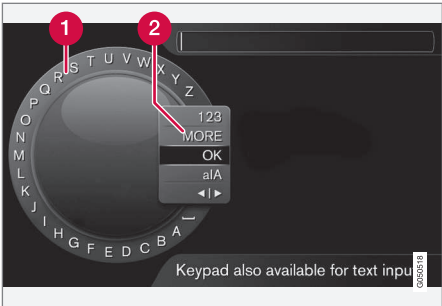 1
2
A B C D E F G H I J K L M N O P Q R S T U V W X Y Z
123
MORE
OK
a|A
◄|►
Keypad also available for text inpu
G050518